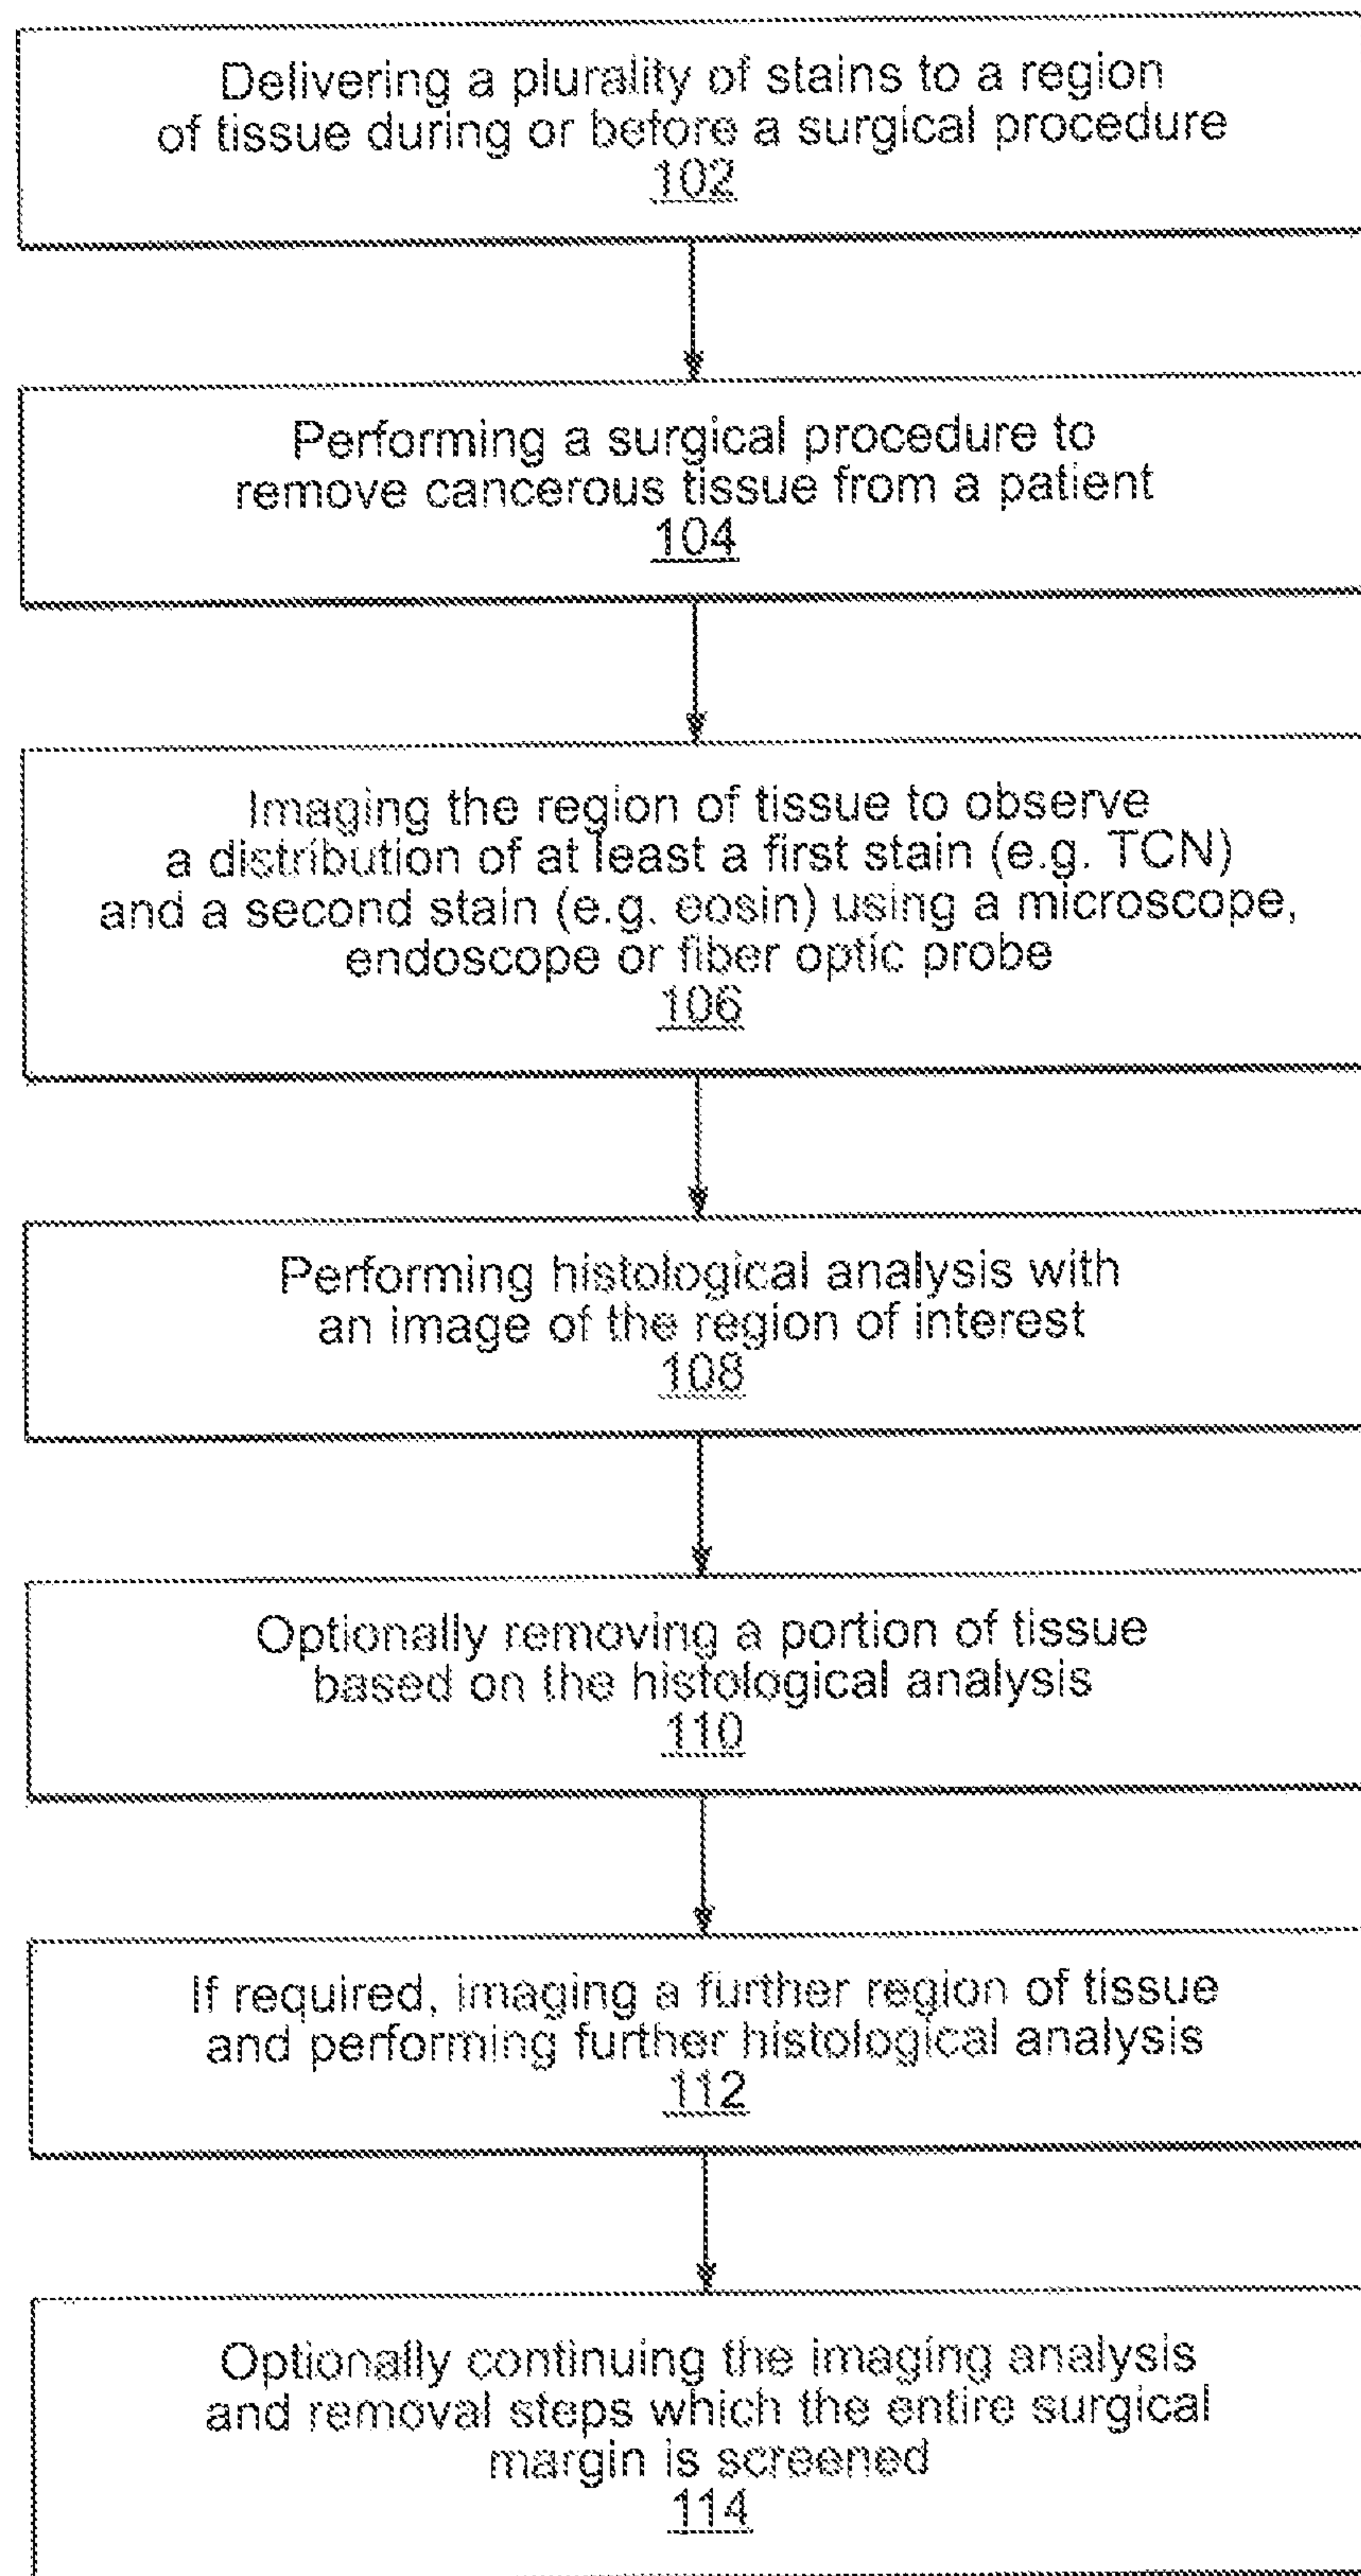 Delivering a plurality of stains to a region
of tissue during or before a surgical procedure
102
Performing a surgical procedure to
remove cancerous tissue from a patient
104
Imaging the region of tissue to observe
a distribution of at least a first stain (e.g. TCN)
and a second stain (e.g. eosin) using a microscope,
endoscope or fiber optic probe
106
Performing histological analysis with
an image of the region of interest
108
Optionally removing a portion of tissue
based on the histological analysis
110
If required, imaging a further region of tissue
and performing further histological analysis
112
Optionally continuing the imaging analysis
and removal steps which the entire surgical
margin is screened
114